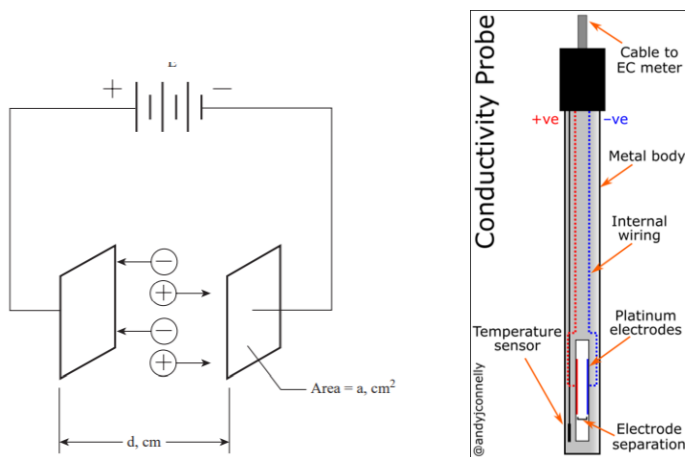 +
−
−
+
−
+
Area = a, cm²
d, cm
Conductivity Probe
@andyjconnelly
Cable to
EC meter
+ve
−ve
Metal body
Internal
wiring
Platinum
electrodes
Temperature
sensor
Electrode
separation